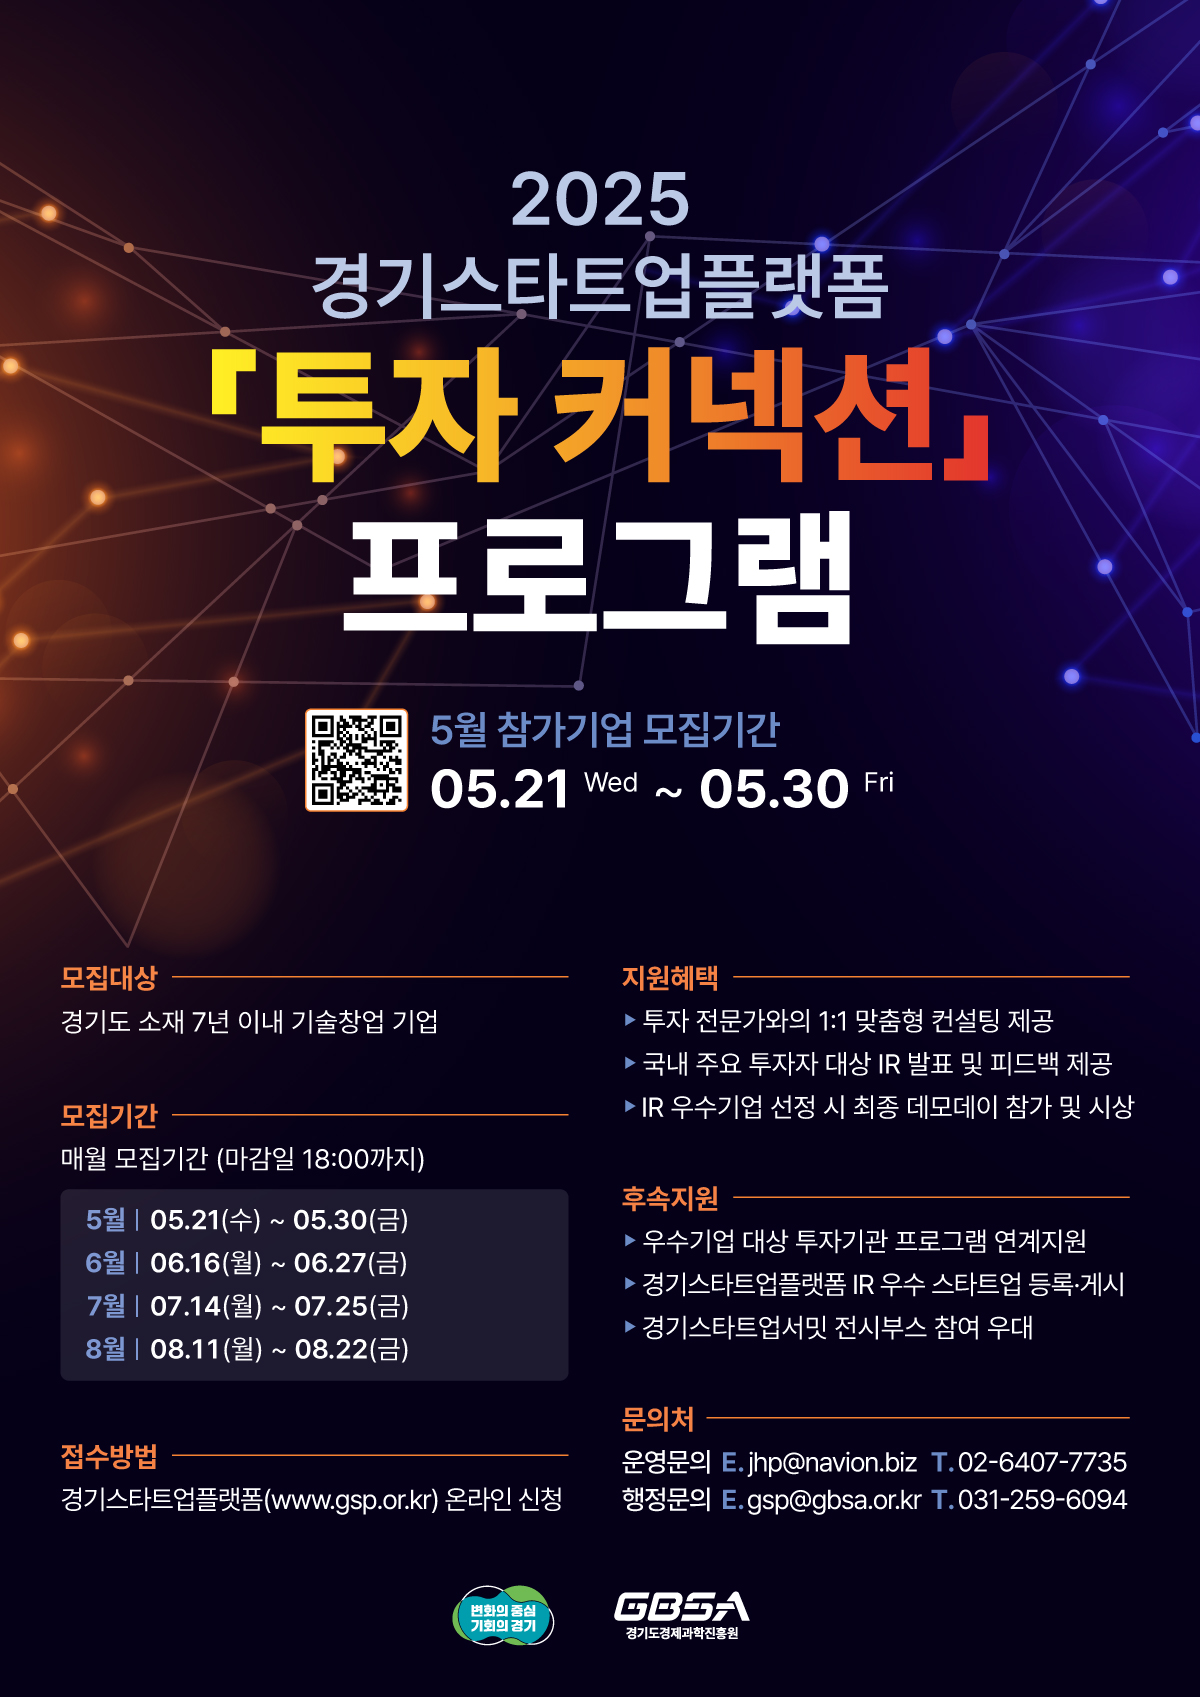 2025
경기스타트업플랫폼
「투자 커넥션」
프로그램
5월 참가기업 모집기간
05.21 Wed ~ 05.30 Fri
모집대상
경기도 소재 7년 이내 기술창업 기업
모집기간
매월 모집기간 (마감일 18:00까지)
5월 | 05.21(수) ~ 05.30(금)
6월 | 06.16(월) ~ 06.27(금)
7월 | 07.14(월) ~ 07.25(금)
8월 | 08.11(월) ~ 08.22(금)
접수방법
경기스타트업플랫폼(www.gsp.or.kr) 온라인 신청
지원혜택
▶ 투자 전문가와의 1:1 맞춤형 컨설팅 제공
▶ 국내 주요 투자자 대상 IR 발표 및 피드백 제공
▶ IR 우수기업 선정 시 최종 데모데이 참가 및 시상
후속지원
▶ 우수기업 대상 투자기관 프로그램 연계지원
▶ 경기스타트업플랫폼 IR 우수 스타트업 등록·게시
▶ 경기스타트업서밋 전시부스 참여 우대
문의처
운영문의 E. jhp@navion.biz T. 02-6407-7735
행정문의 E. gsp@gbsa.or.kr T. 031-259-6094
변화의 중심
기회의 경기
GBSA
경기도경제과학진흥원